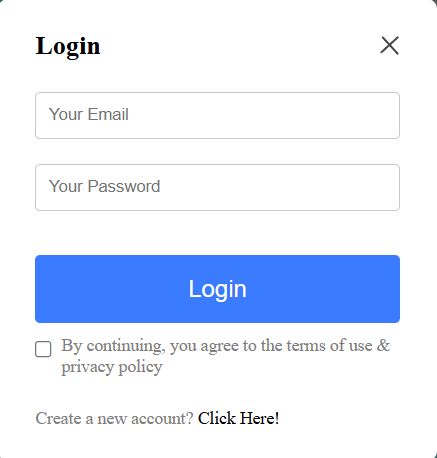 Login
Your Email
Your Password
Login
By continuing, you agree to the terms of use &
privacy policy
Create a new account? Click Here!